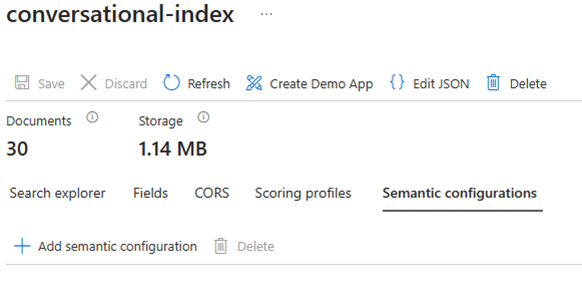 conversational-index ...
Save Discard Refresh Create Demo App {} Edit JSON Delete
Documents Storage
30 1.14 MB
Search explorer Fields CORS Scoring profiles Semantic configurations
+ Add semantic configuration Delete